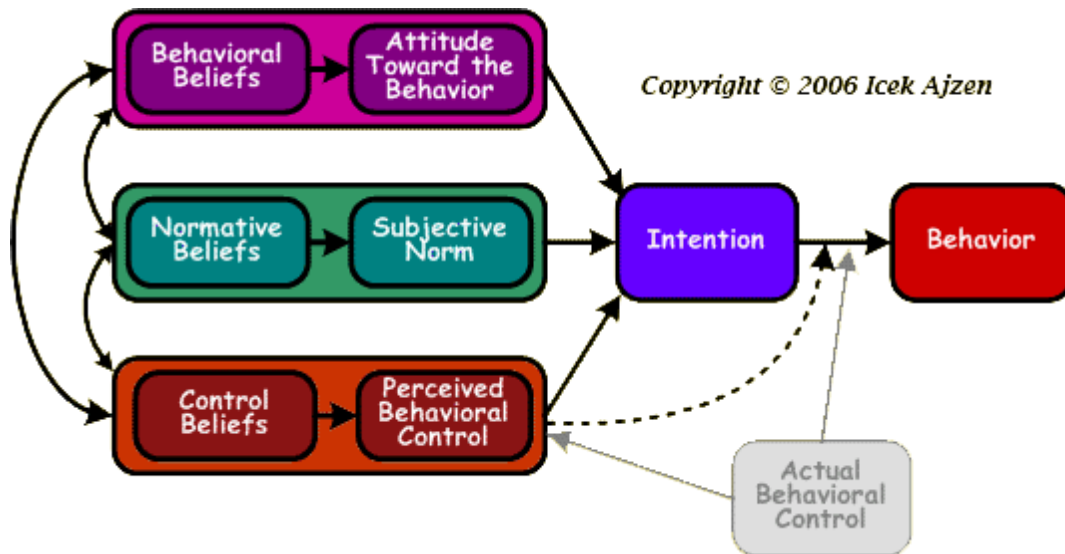 Behavioral
Beliefs
Attitude
Toward the
Behavior
Copyright © 2006 Icek Ajzen
Normative
Beliefs
Subjective
Norm
Intention
Behavior
Control
Beliefs
Perceived
Behavioral
Control
Actual
Behavioral
Control